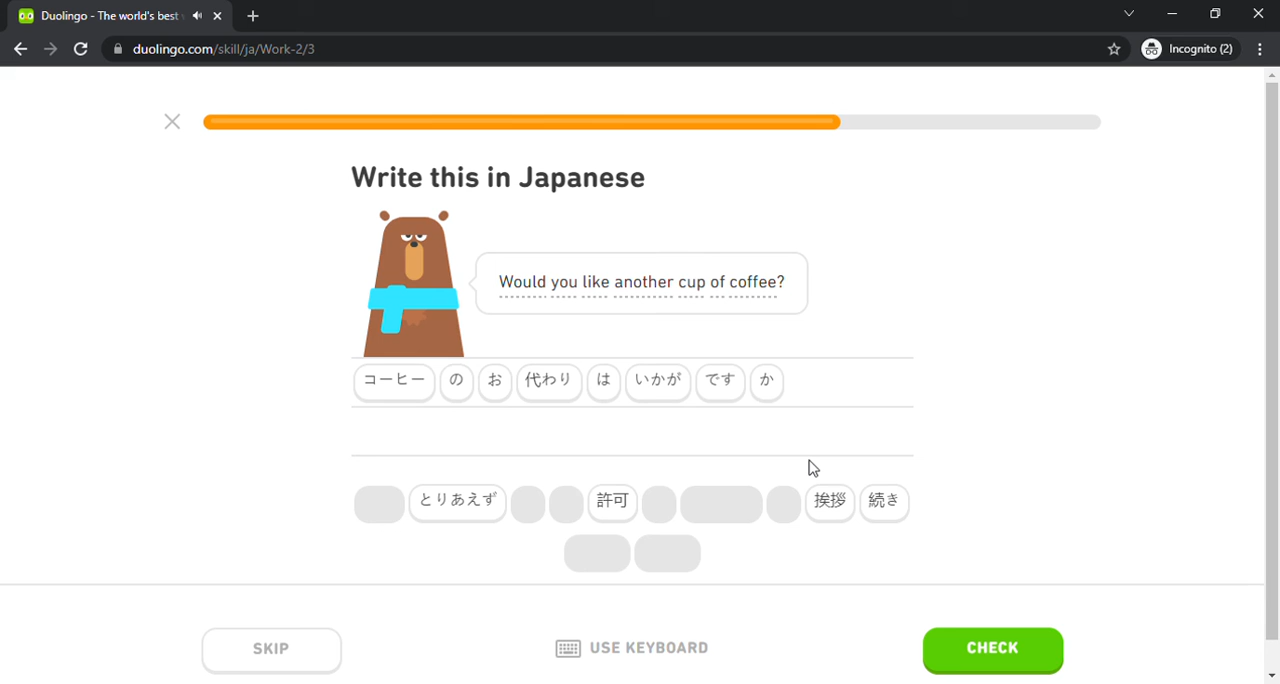 Duolingo - The world's best
duolingo.com/skill/ja/Work-2/3
Incognito (2)
Write this in Japanese
Would you like another cup of coffee?
コーヒー の お 代わり は いかが です か
とりあえず 許可 挨拶 続き
SKIP
USE KEYBOARD
CHECK